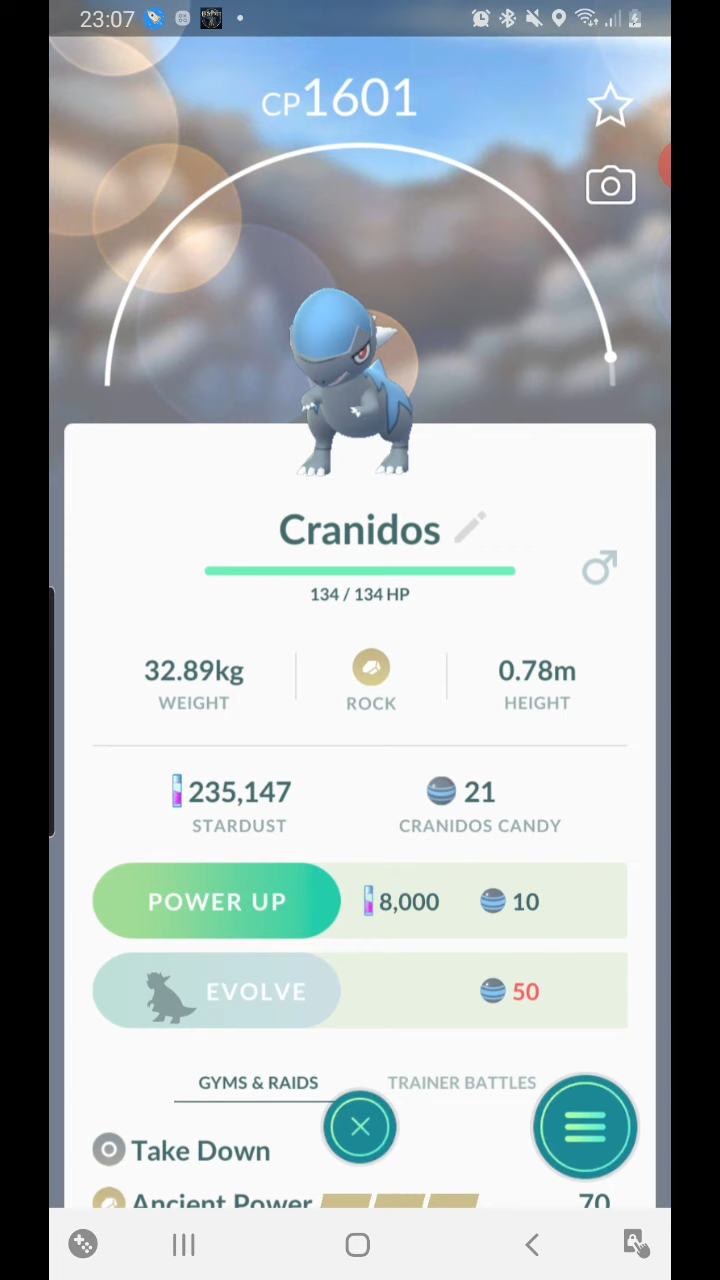 23:07
CP1601
Cranidos
134 / 134 HP
32.89kg
WEIGHT
ROCK
0.78m
HEIGHT
235,147
STARDUST
21
CRANIDOS CANDY
POWER UP 8,000 10
EVOLVE 50
GYMS & RAIDS TRAINER BATTLES
Take Down
Ancient Power 70